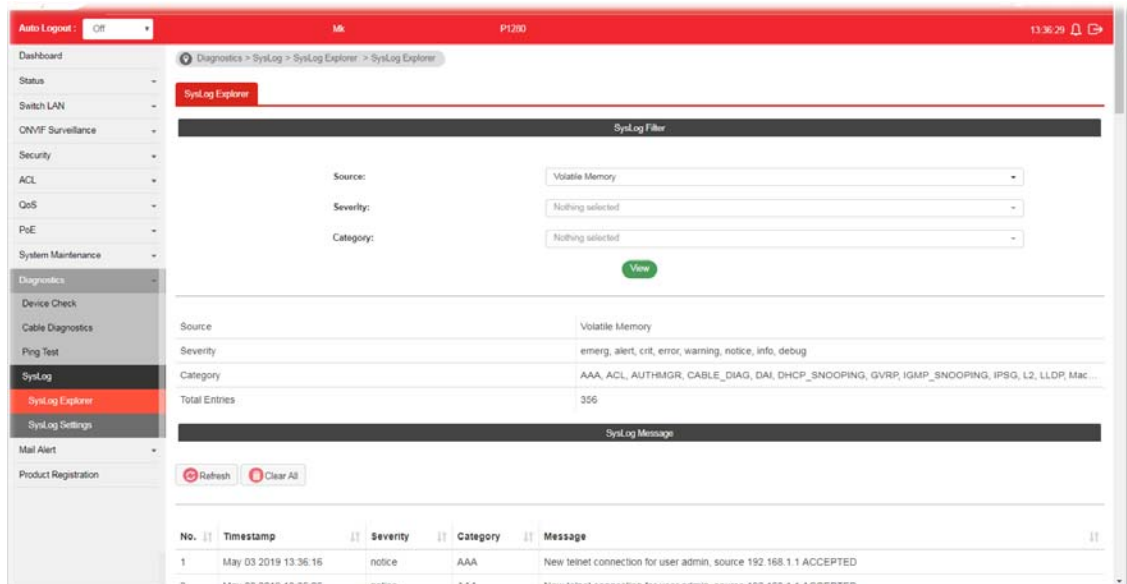 Auto Logout : Off Mk P1280 13:36:29
Diagnostics > SysLog > SysLog Explorer > SysLog Explorer
Dashboard
Status
Switch LAN
ONVIF Surveillance
Security
ACL
QoS
PoE
System Maintenance
Diagnostics
Device Check
Cable Diagnostics
Ping Test
SysLog
SysLog Explorer
SysLog Settings
Mail Alert
Product Registration
SysLog Explorer
SysLog Filter
Source: Volatile Memory
Severity: Nothing selected
Category: Nothing selected
View
Source Volatile Memory
Severity emerg, alert, crit, error, warning, notice, info, debug
Category AAA, ACL, AUTHMGR, CABLE_DIAG, DAI, DHCP_SNOOPING, GVRP, IGMP_SNOOPING, IPSG, L2, LLDP, Mac...
Total Entries 356
SysLog Message
Refresh Clear All
No. Timestamp Severity Category Message
1 May 03 2019 13:36:16 notice AAA New telnet connection for user admin, source 192.168.1.1 ACCEPTED